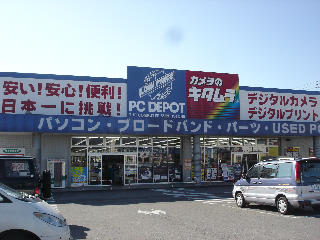 安い!安心!便利!
日本一に挑戦!
PC DEPOT
カメラの
キタムラ
デジタルカメラ
デジタルプリント
パソコン・ブロードバンド・パーツ・USED PC